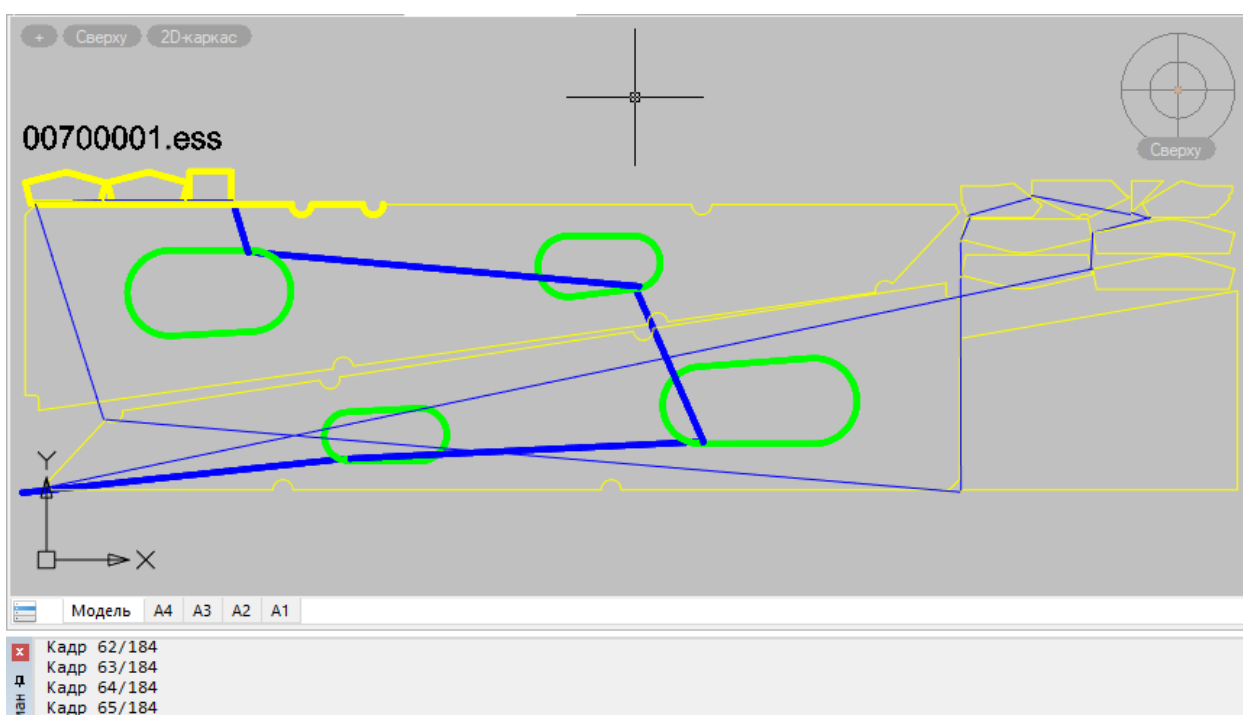 + Сверху 2D-каркас
Сверху
00700001.ess
Y
X
Модель A4 A3 A2 A1
Кадр 62/184
Кадр 63/184
Кадр 64/184
Кадр 65/184